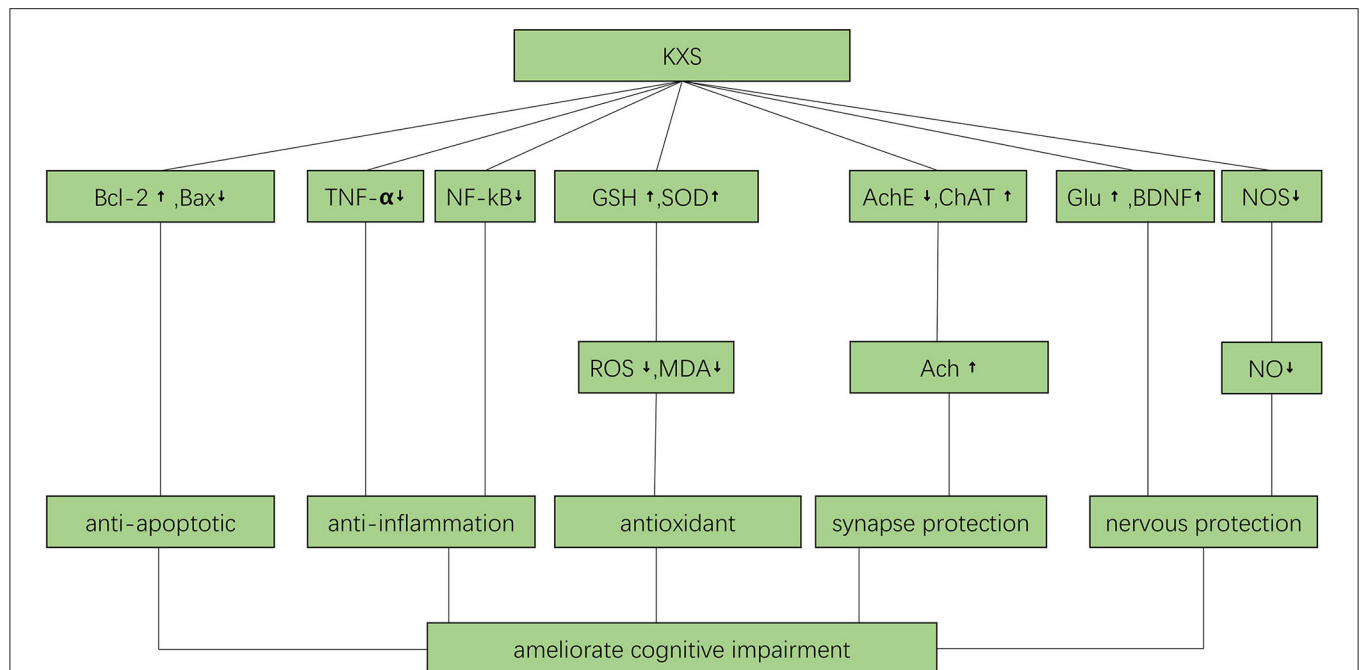 KXS
Bcl-2 ↑ ,Bax↓
TNF-α↓
NF-kB↓
GSH ↑,SOD↑
AchE ↓,ChAT ↑
Glu ↑ ,BDNF↑
NOS↓
ROS ↓,MDA↓
Ach ↑
NO↓
anti-apoptotic
anti-inflammation
antioxidant
synapse protection
nervous protection
ameliorate cognitive impairment